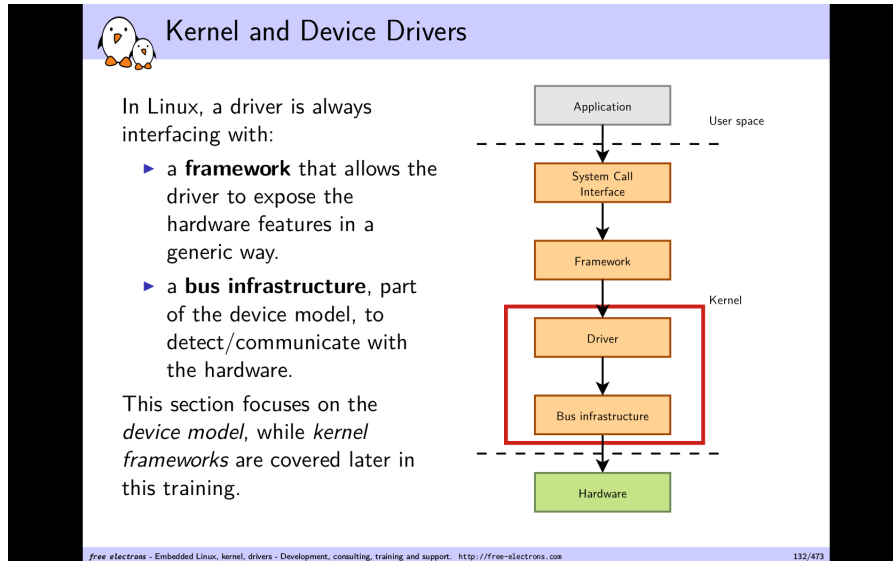 Kernel and Device Drivers
In Linux, a driver is always
interfacing with:
▶ a framework that allows the
driver to expose the
hardware features in a
generic way.
▶ a bus infrastructure, part
of the device model, to
detect/communicate with
the hardware.
This section focuses on the
device model, while kernel
frameworks are covered later in
this training.
Application
User space
System Call
Interface
Framework
Kernel
Driver
Bus infrastructure
Hardware
free electrons - Embedded Linux, kernel, drivers - Development, consulting, training and support. http://free-electrons.com
132/473